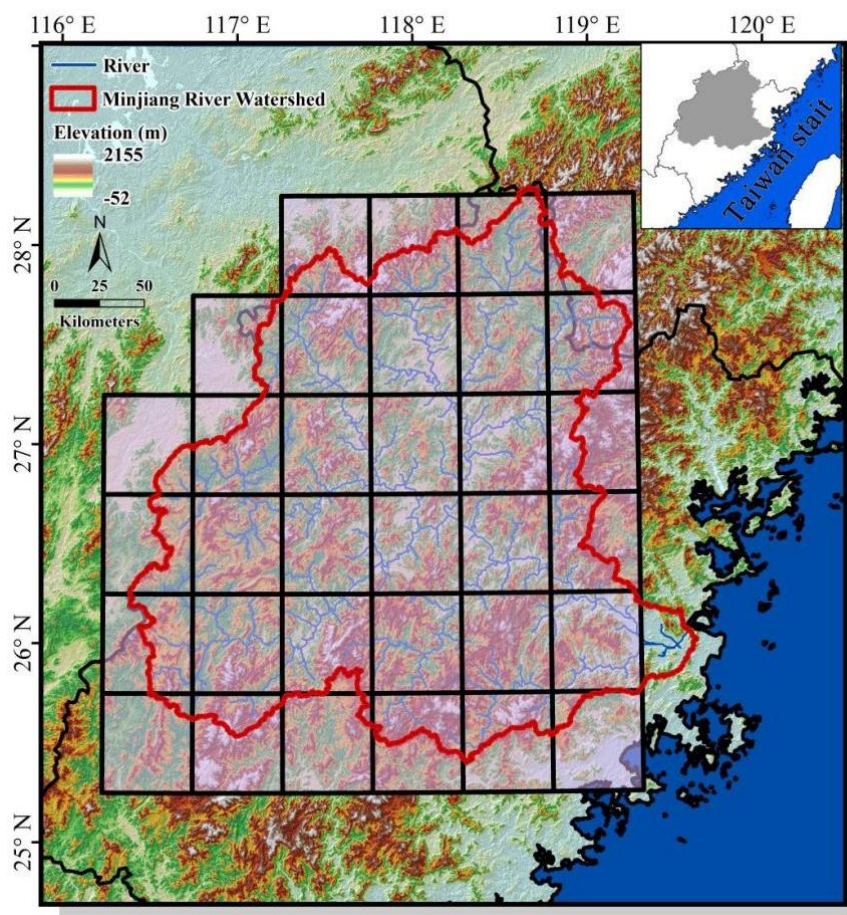 116° E 117° E 118° E 119° E 120° E
River
Minjiang River Watershed
Elevation (m)
2155
-52
N
0 25 50
Kilometers
Taiwan stait
28° N
27° N
26° N
25° N